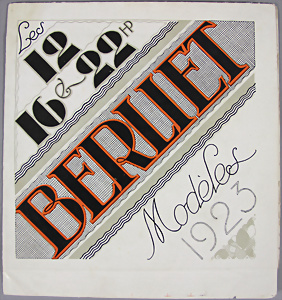 Les
12
16 & 22 HP
BERLIET
Modèles
1923